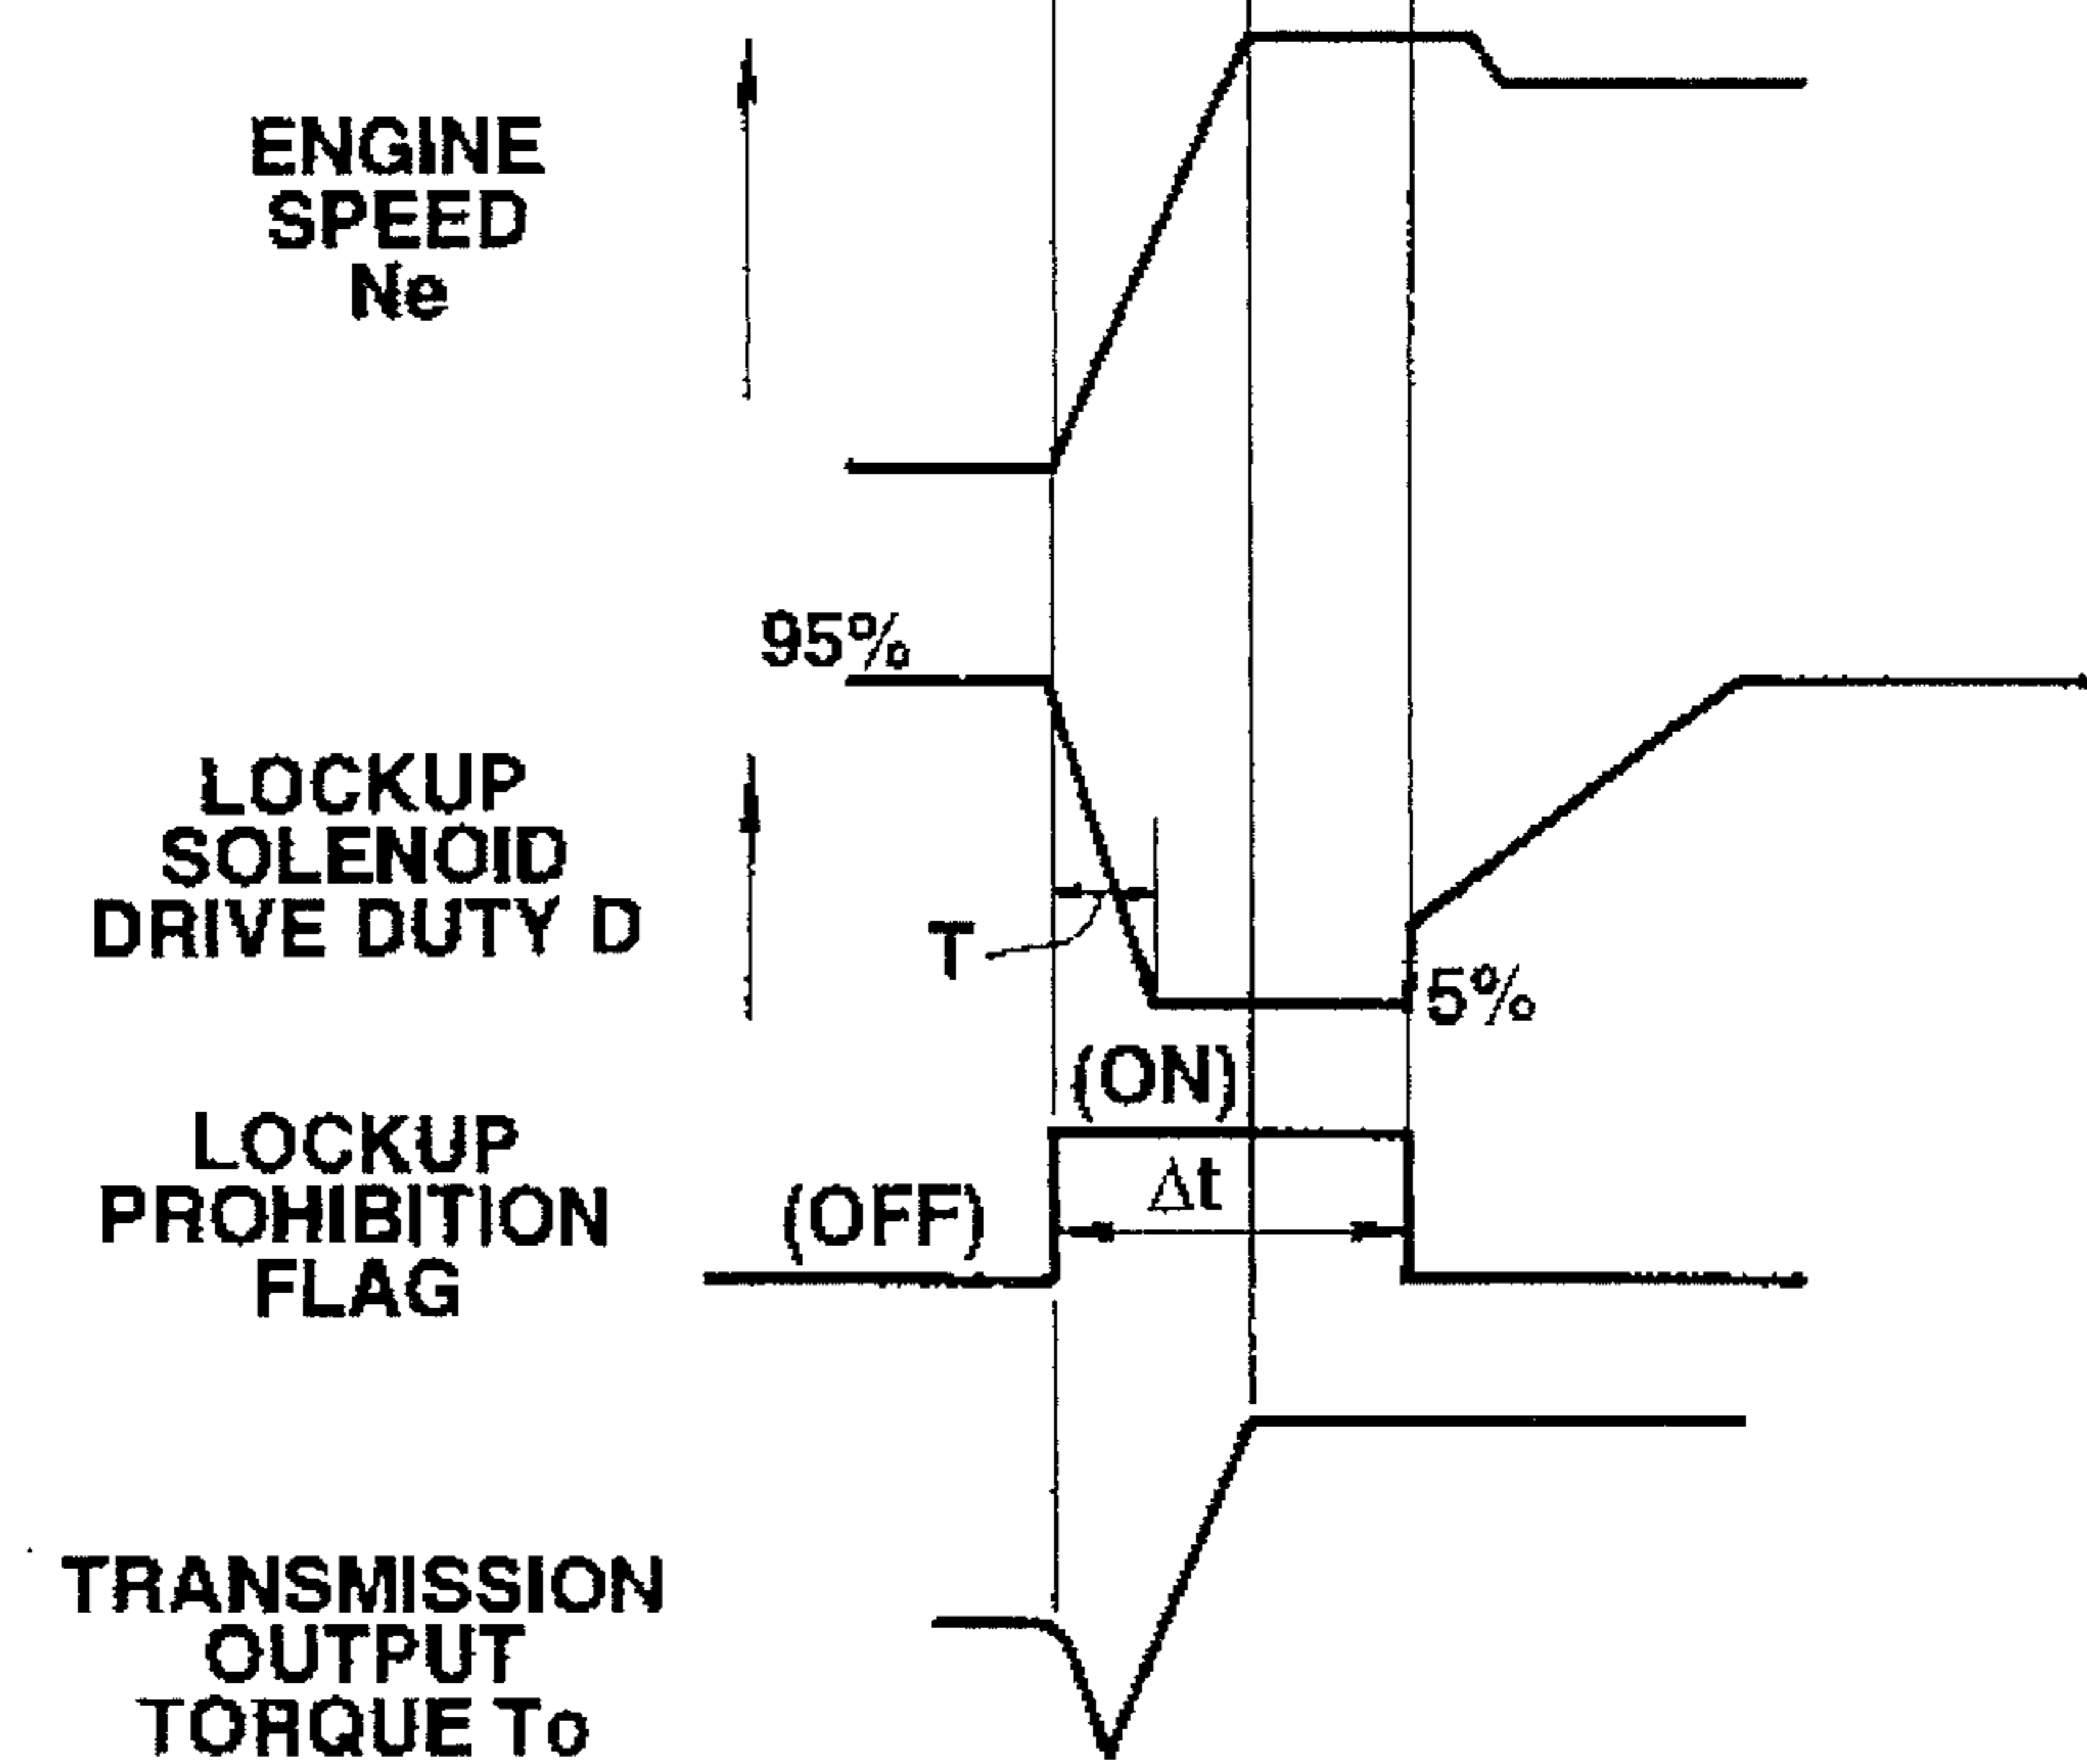 ENGINE
SPEED
Ne
95%
LOCKUP
SOLENOID
DRIVE DUTY D
T
5%
(ON)
LOCKUP
PROHIBITION
FLAG
(OFF)
Δt
TRANSMISSION
OUTPUT
TORQUE To